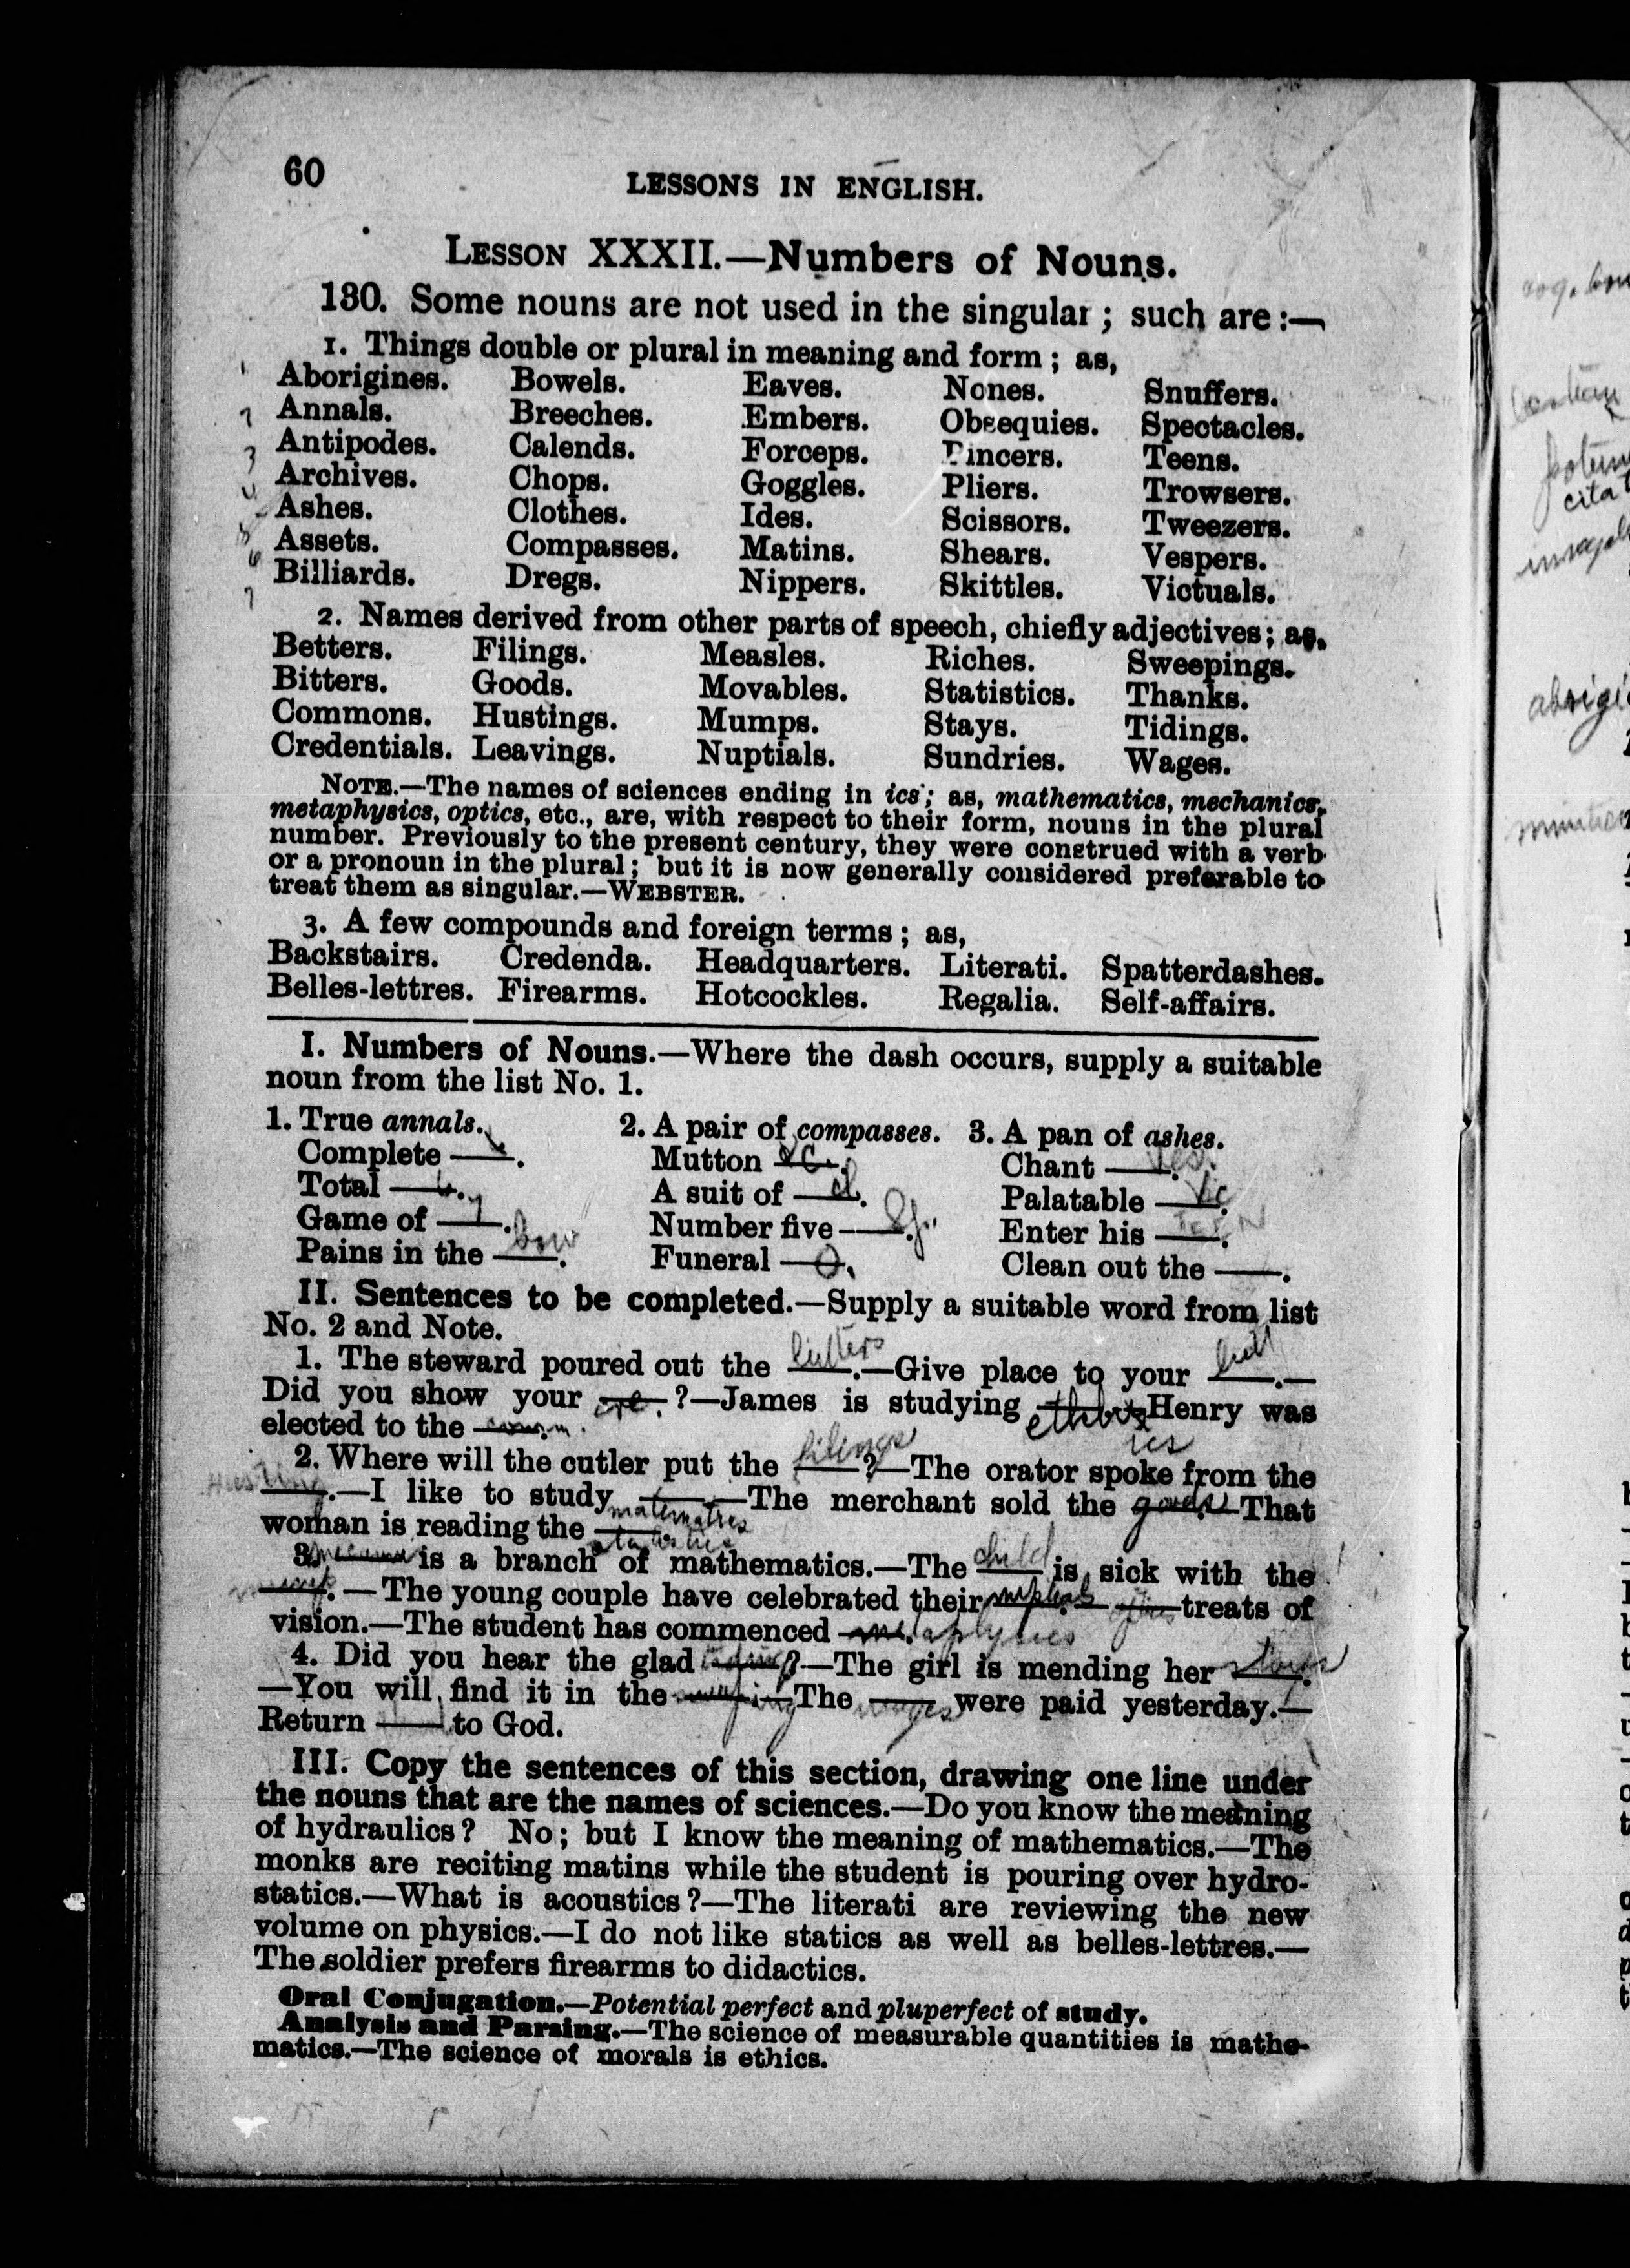 60
LESSONS IN ENGLISH.
LESSON XXXII.—Numbers of Nouns.
130. Some nouns are not used in the singular; such are:—
1. Things double or plural in meaning and form; as,
Aborigines. Bowels. Eaves. Nones. Snuffers.
Annals. Breeches. Embers. Obsequies. Spectacles.
Antipodes. Calends. Forceps. Pincers. Teens.
Archives. Chops. Goggles. Pliers. Trowsers.
Ashes. Clothes. Ides. Scissors. Tweezers.
Assets. Compasses. Matins. Shears. Vespers.
Billiards. Dregs. Nippers. Skittles. Victuals.
2. Names derived from other parts of speech, chiefly adjectives; as,
Betters. Filings. Measles. Riches. Sweepings.
Bitters. Goods. Movables. Statistics. Thanks.
Commons. Hustings. Mumps. Stays. Tidings.
Credentials. Leavings. Nuptials. Sundries. Wages.
NOTE.—The names of sciences ending in ics; as, mathematics, mechanics,
metaphysics, optics, etc., are, with respect to their form, nouns in the plural
number. Previously to the present century, they were construed with a verb
or a pronoun in the plural; but it is now generally considered preferable to
treat them as singular.—WEBSTER.
3. A few compounds and foreign terms; as,
Backstairs. Credenda. Headquarters. Literati. Spatterdashes.
Belles-lettres. Firearms. Hotcockles. Regalia. Self-affairs.
I. Numbers of Nouns.—Where the dash occurs, supply a suitable
noun from the list No. 1.
1. True annals. 2. A pair of compasses. 3. A pan of ashes.
Complete ——. Mutton ——. Chant ——.
Total ——. A suit of ——. Palatable ——.
Game of ——. Number five ——. Enter his ——.
Pains in the ——. Funeral ——. Clean out the ——.
II. Sentences to be completed.—Supply a suitable word from list
No. 2 and Note.
1. The steward poured out the bitters.—Give place to your bett.—
Did you show your —— ?—James is studying ethics Henry was
elected to the ——.
2. Where will the cutler put the filings?—The orator spoke from the
Husting.—I like to study ——.—The merchant sold the goods—That
woman is reading the ——
3. —— is a branch of mathematics.—The child is sick with the
——.—The young couple have celebrated their nuptials —— treats of
vision.—The student has commenced metaphysics
4. Did you hear the glad ——?—The girl is mending her stays.
—You will find it in the ——The wages were paid yesterday.—
Return —— to God.
III. Copy the sentences of this section, drawing one line under
the nouns that are the names of sciences.—Do you know the meaning
of hydraulics? No; but I know the meaning of mathematics.—The
monks are reciting matins while the student is pouring over hydro-
statics.—What is acoustics?—The literati are reviewing the new
volume on physics.—I do not like statics as well as belles-lettres.—
The soldier prefers firearms to didactics.
Oral Conjugation.—Potential perfect and pluperfect of study.
Analysis and Parsing.—The science of measurable quantities is mathe-
matics.—The science of morals is ethics.